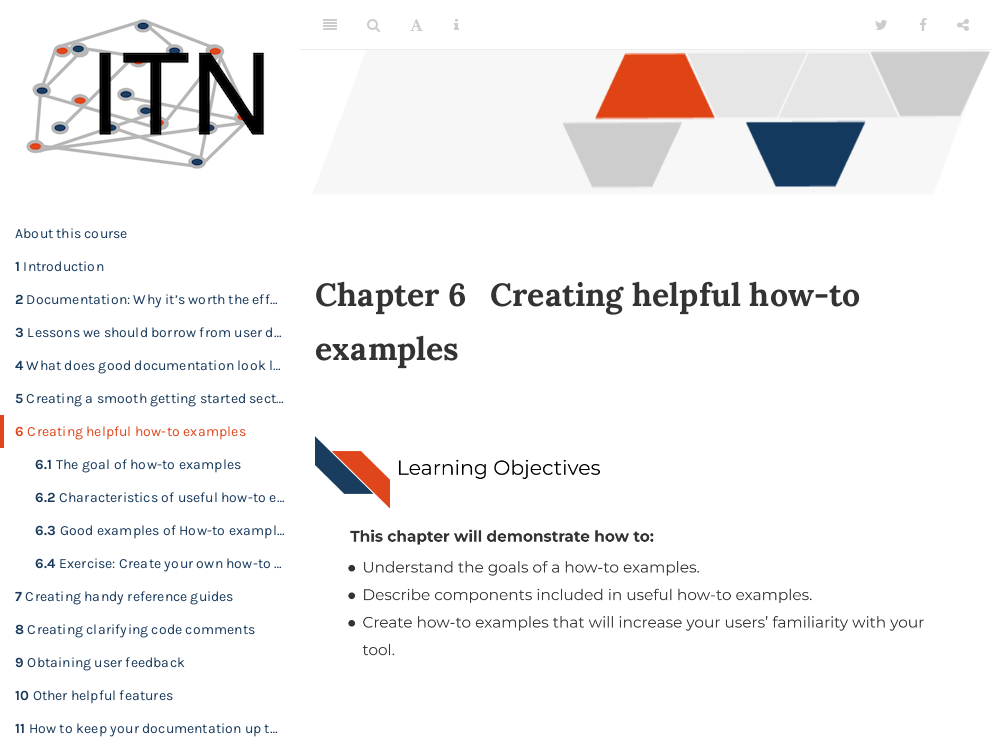 ITN
About this course
1 Introduction
2 Documentation: Why it's worth the eff…
3 Lessons we should borrow from user d…
4 What does good documentation look l…
5 Creating a smooth getting started sect…
6 Creating helpful how-to examples
6.1 The goal of how-to examples
6.2 Characteristics of useful how-to e…
6.3 Good examples of How-to exampl…
6.4 Exercise: Create your own how-to …
7 Creating handy reference guides
8 Creating clarifying code comments
9 Obtaining user feedback
10 Other helpful features
11 How to keep your documentation up t…
A
Chapter 6 Creating helpful how-to
examples
Learning Objectives
This chapter will demonstrate how to:
● Understand the goals of a how-to examples.
● Describe components included in useful how-to examples.
● Create how-to examples that will increase your users’ familiarity with your
tool.